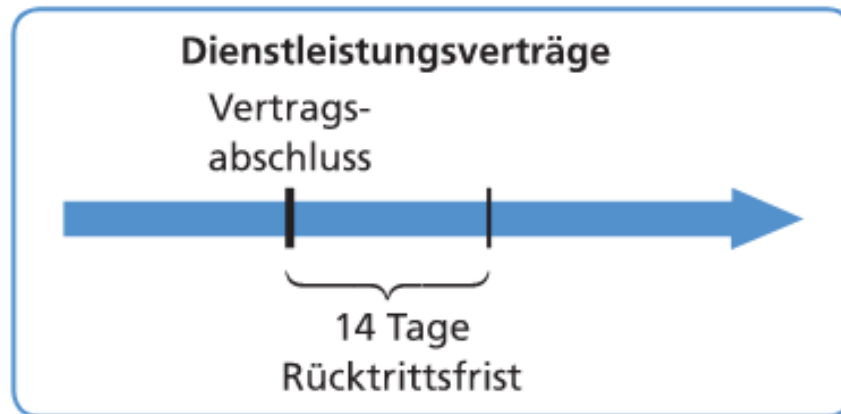 Dienstleistungsverträge
Vertrags-
abschluss
14 Tage
Rücktrittsfrist